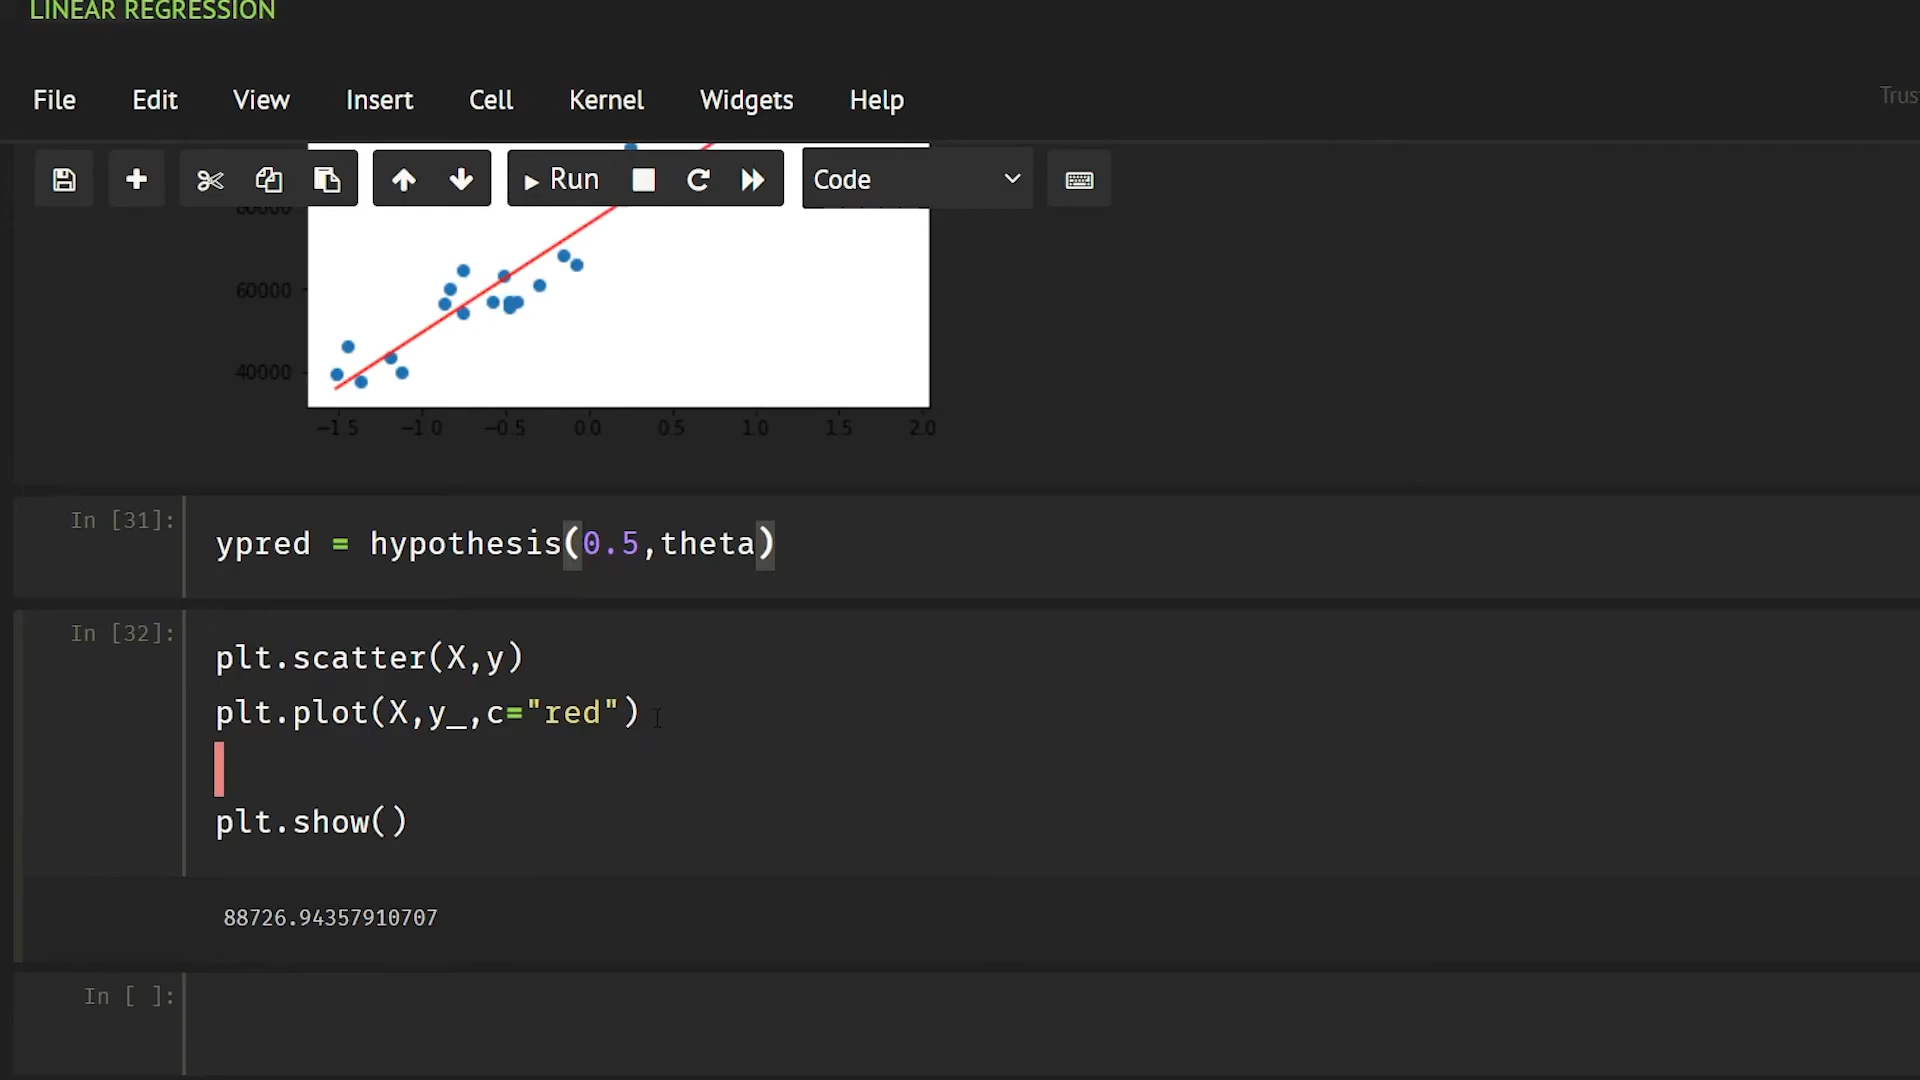 LINEAR REGRESSION
File Edit View Insert Cell Kernel Widgets Help
Trus
Run Code
80000
60000
40000
−1.5 −1.0 −0.5 0.0 0.5 1.0 1.5 2.0
In [31]:
ypred = hypothesis(0.5,theta)
In [32]:
plt.scatter(X,y)
plt.plot(X,y_,c="red")
plt.show()
88726.94357910707
In [ ]: